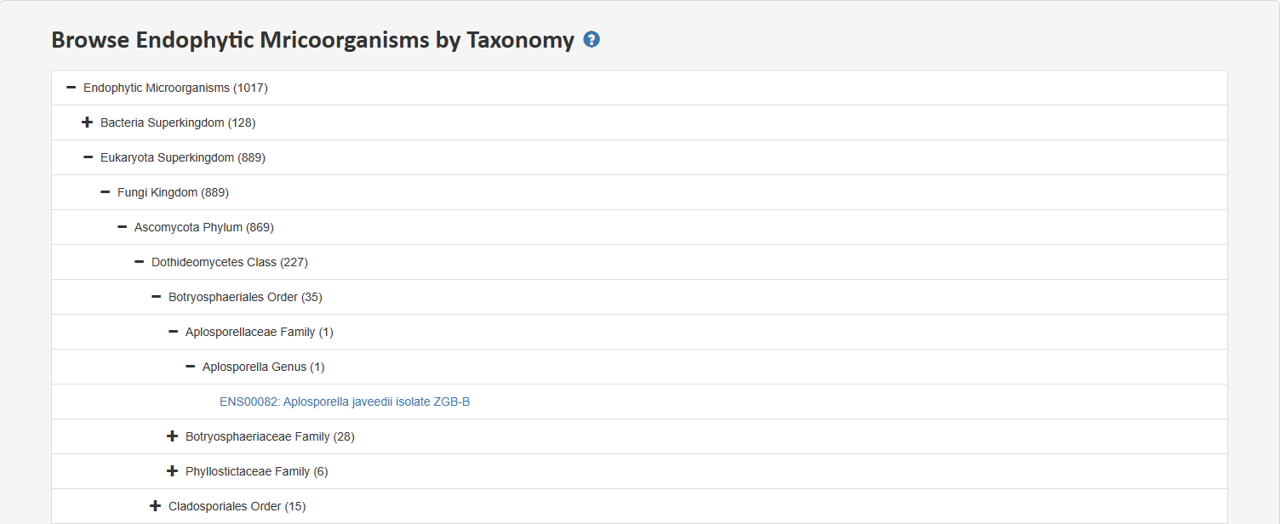 Browse Endophytic Mricoorganisms by Taxonomy ?
Endophytic Microorganisms (1017)
Bacteria Superkingdom (128)
Eukaryota Superkingdom (889)
Fungi Kingdom (889)
Ascomycota Phylum (869)
Dothideomycetes Class (227)
Botryosphaeriales Order (35)
Aplosporellaceae Family (1)
Aplosporella Genus (1)
ENS00082: Aplosporella javeedii isolate ZGB-B
Botryosphaeriaceae Family (28)
Phyllostictaceae Family (6)
Cladosporiales Order (15)